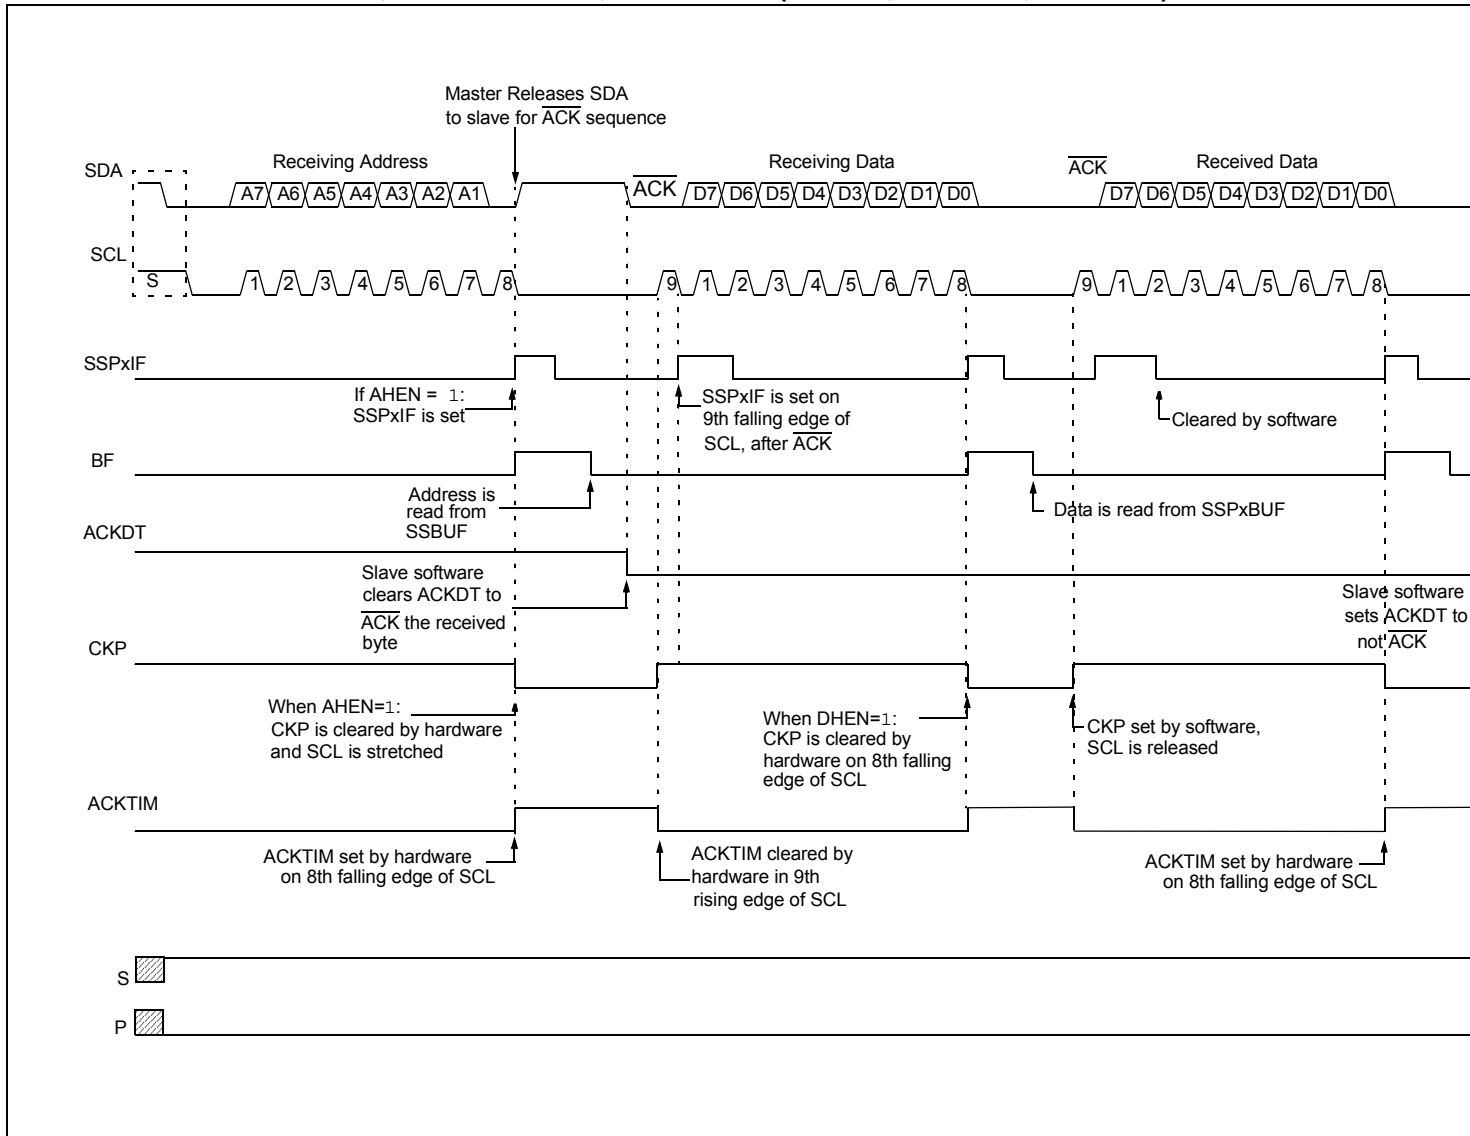 Master Releases SDA
to slave for ACK sequence
SDA
Receiving Address
A7 A6 A5 A4 A3 A2 A1
ACK
Receiving Data
D7 D6 D5 D4 D3 D2 D1 D0
ACK
Received Data
D7 D6 D5 D4 D3 D2 D1 D0
SCL
S
1 2 3 4 5 6 7 8
9 1 2 3 4 5 6 7 8
9 1 2 3 4 5 6 7 8
SSPxIF
If AHEN = 1:
SSPxIF is set
SSPxIF is set on
9th falling edge of
SCL, after ACK
Cleared by software
BF
Address is
read from
SSBUF
Data is read from SSPxBUF
ACKDT
Slave software
clears ACKDT to
ACK the received
byte
Slave software
sets ACKDT to
not ACK
CKP
When AHEN=1:
CKP is cleared by hardware
and SCL is stretched
When DHEN=1:
CKP is cleared by
hardware on 8th falling
edge of SCL
CKP set by software,
SCL is released
ACKTIM
ACKTIM set by hardware
on 8th falling edge of SCL
ACKTIM cleared by
hardware in 9th
rising edge of SCL
ACKTIM set by hardware
on 8th falling edge of SCL
S
P